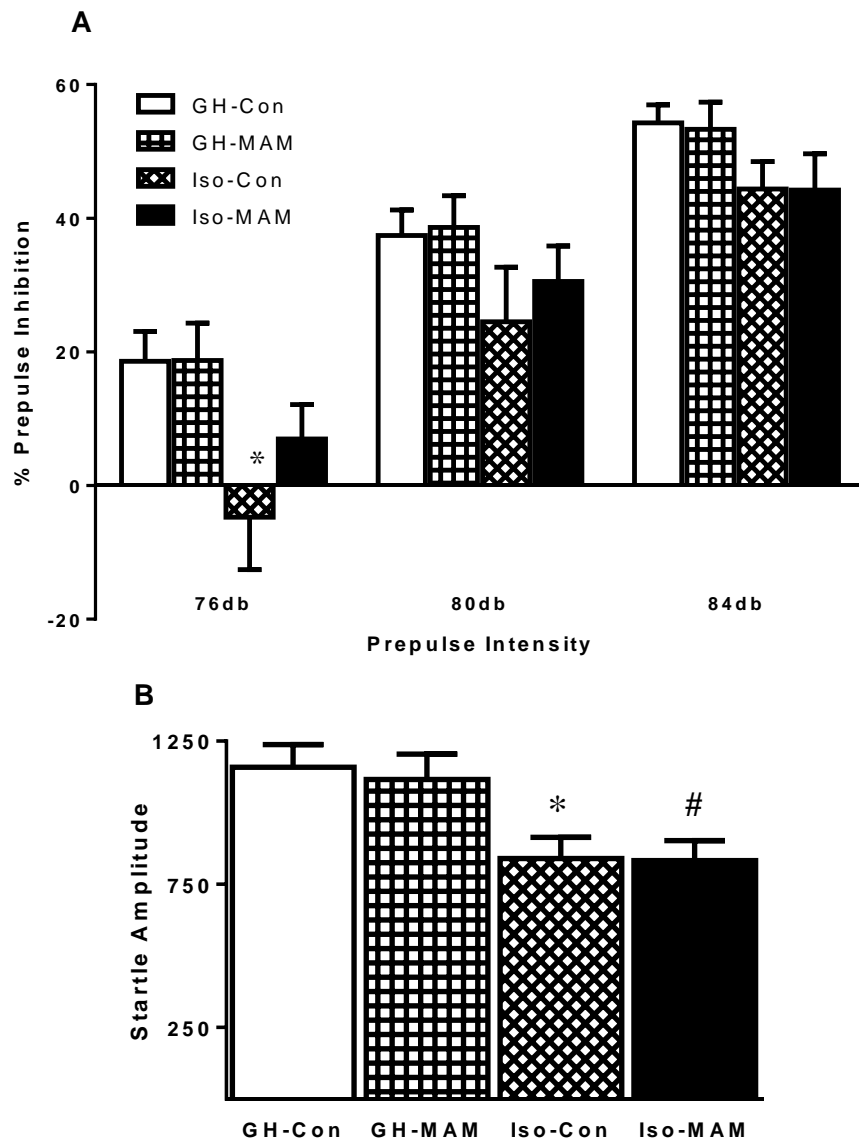 A
60
40
20
0
-20
% Prepulse Inhibition
GH-Con
GH-MAM
Iso-Con
Iso-MAM
*
76db 80db 84db
Prepulse Intensity
B
1250
750
250
Startle Amplitude
* #
GH-Con GH-MAM Iso-Con Iso-MAM